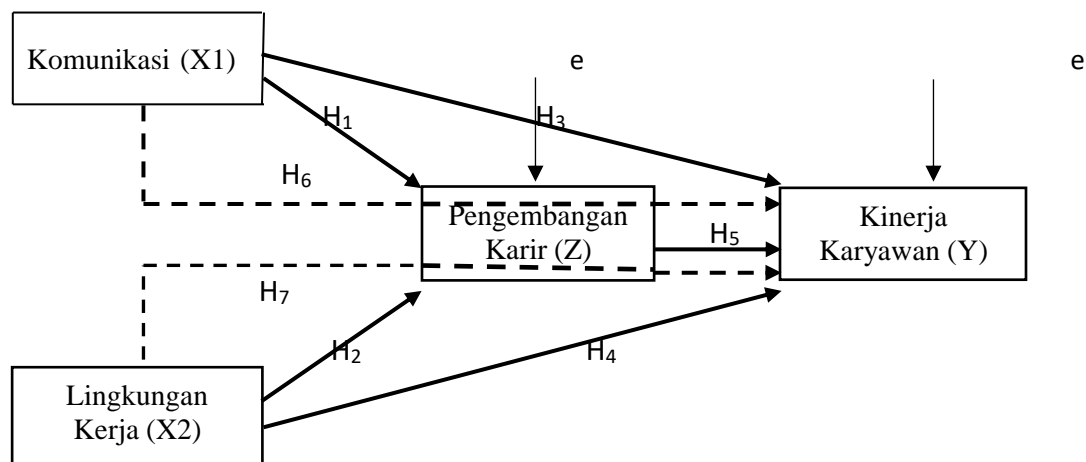 Komunikasi (X1)
e
e
H₁
H₃
H₆
Pengembangan
Karir (Z)
H₅
Kinerja
Karyawan (Y)
H₇
H₂
H₄
Lingkungan
Kerja (X2)